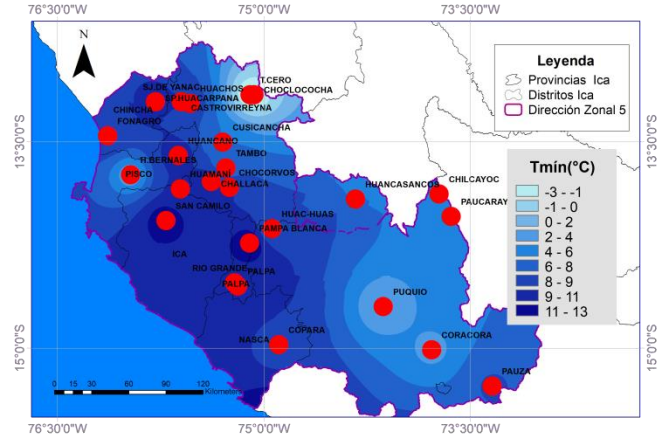 76°30'0"W 75°0'0"W 73°30'0"W
N
Leyenda
Provincias Ica
Distritos Ica
Dirección Zonal 5
T.CERO
SJ.DE YANAC HUACHOS CHOCLOCOCHA
EP.HUACARPANA
CHINCHA CASTROVIRREYNA
FONAGRO
CUSICANCHA
13°30'0"S 13°30'0"S
HUANCANO
TAMBO
R.BERNALES
PISCO HUAMANI CHOCORVOS
CHALLACA
HUANCASANCOS CHILCAYOC
PAUCARAY
SAN CAMILO
HUAC-HUAS
PAMPA BLANCA
ICA
RIO GRANDE PALPA
PALPA
PUQUIO
NASCA COPARA
CORACORA
PAUZA
15°0'0"S 15°0'0"S
Tmín(°C)
-3 - -1
-1 - 0
0 - 2
2 - 4
4 - 6
6 - 8
8 - 9
9 - 11
11 - 13
0 15 30 60 90 120
Kilometers
76°30'0"W 75°0'0"W 73°30'0"W